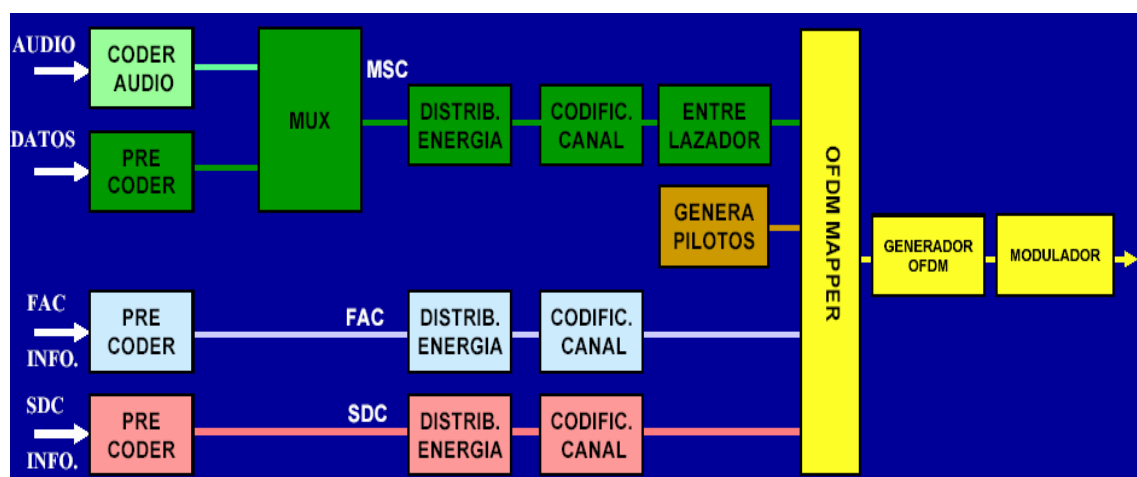 AUDIO
CODER
AUDIO
DATOS
PRE
CODER
MUX
MSC
DISTRIB.
ENERGIA
CODIFIC.
CANAL
ENTRE
LAZADOR
GENERA
PILOTOS
FAC
INFO.
PRE
CODER
FAC
DISTRIB.
ENERGIA
CODIFIC.
CANAL
SDC
INFO.
PRE
CODER
SDC
DISTRIB.
ENERGIA
CODIFIC.
CANAL
OFDM MAPPER
GENERADOR
OFDM
MODULADOR